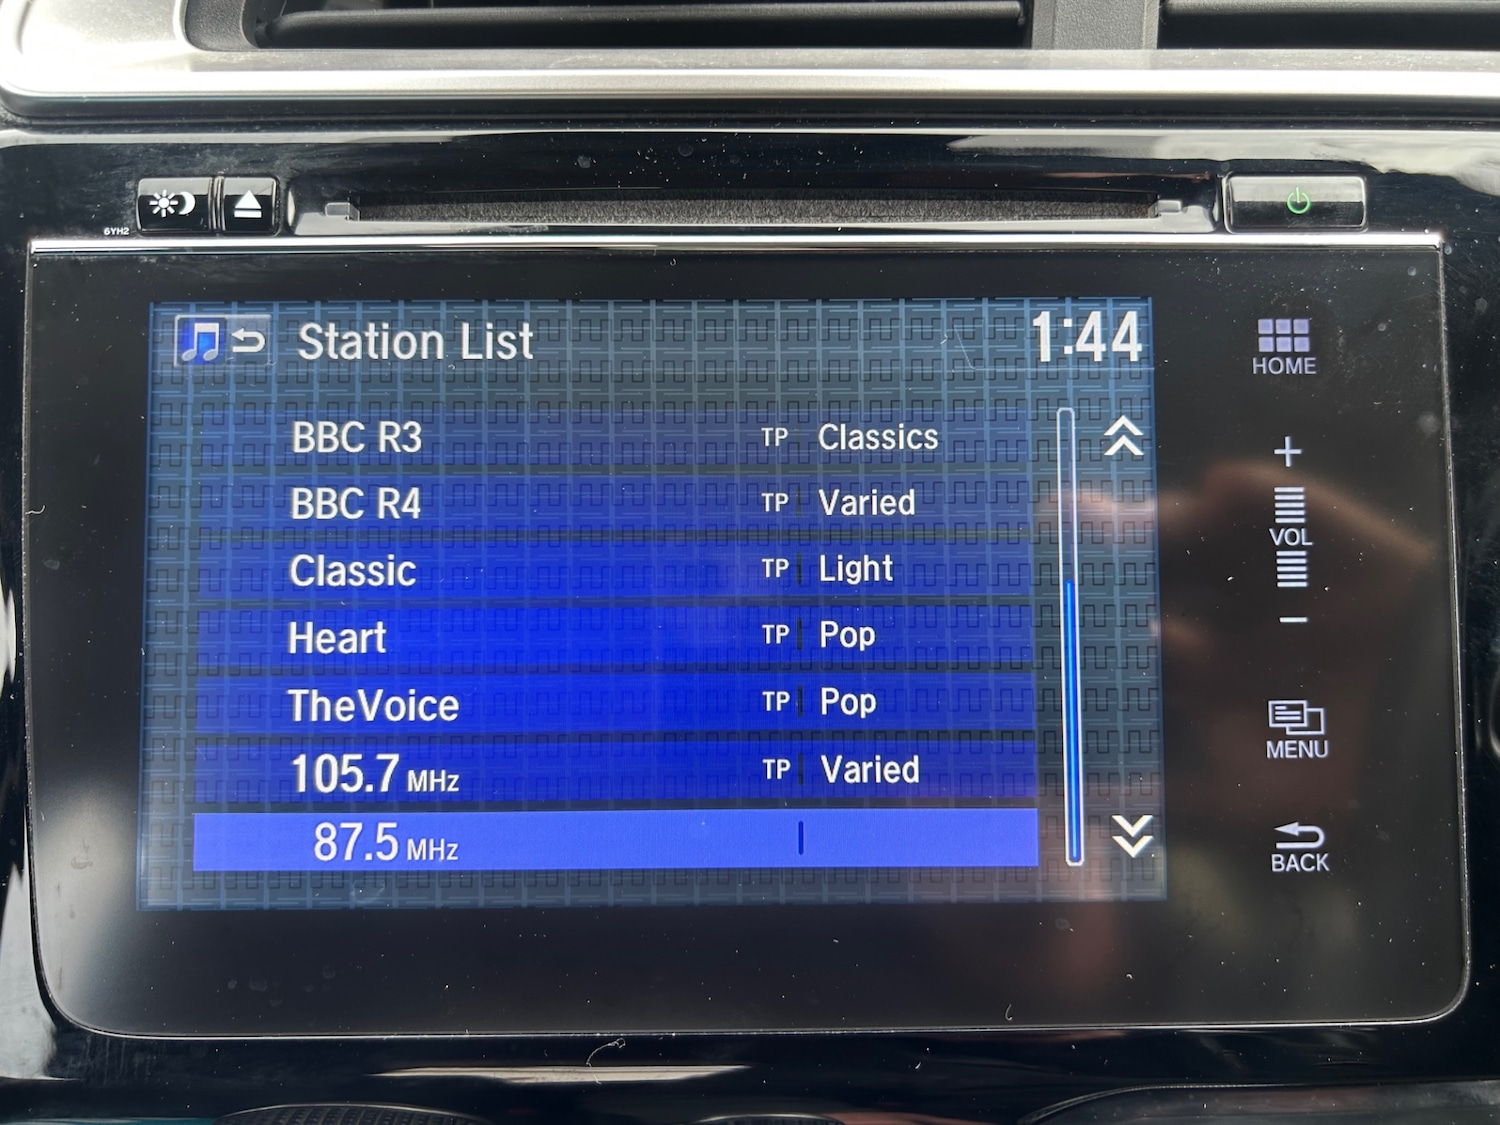 6YH2
Station List 1:44
BBC R3 TP Classics
BBC R4 TP Varied
Classic TP Light
Heart TP Pop
TheVoice TP Pop
105.7 MHz TP Varied
87.5 MHz
HOME
+
VOL
−
MENU
BACK